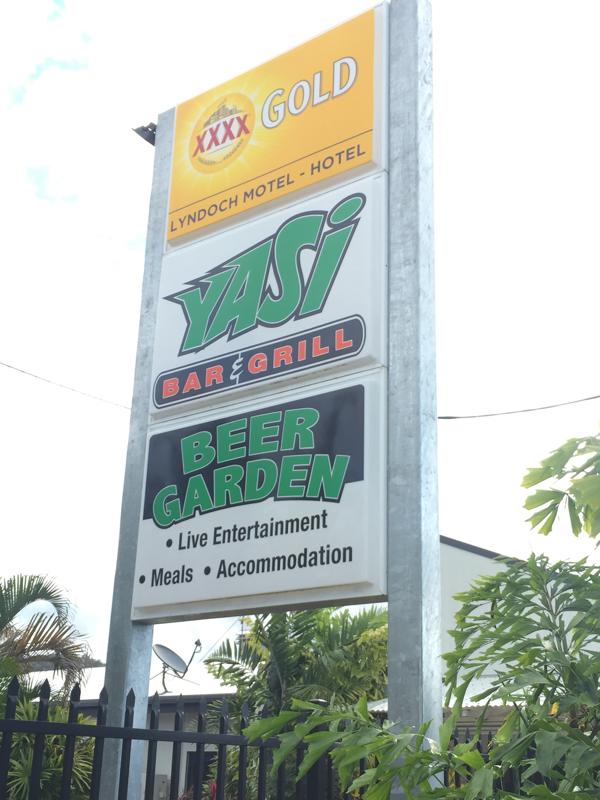 XXXX GOLD
LYNDOCH MOTEL - HOTEL
YASi
BAR & GRILL
BEER
GARDEN
• Live Entertainment
• Meals • Accommodation